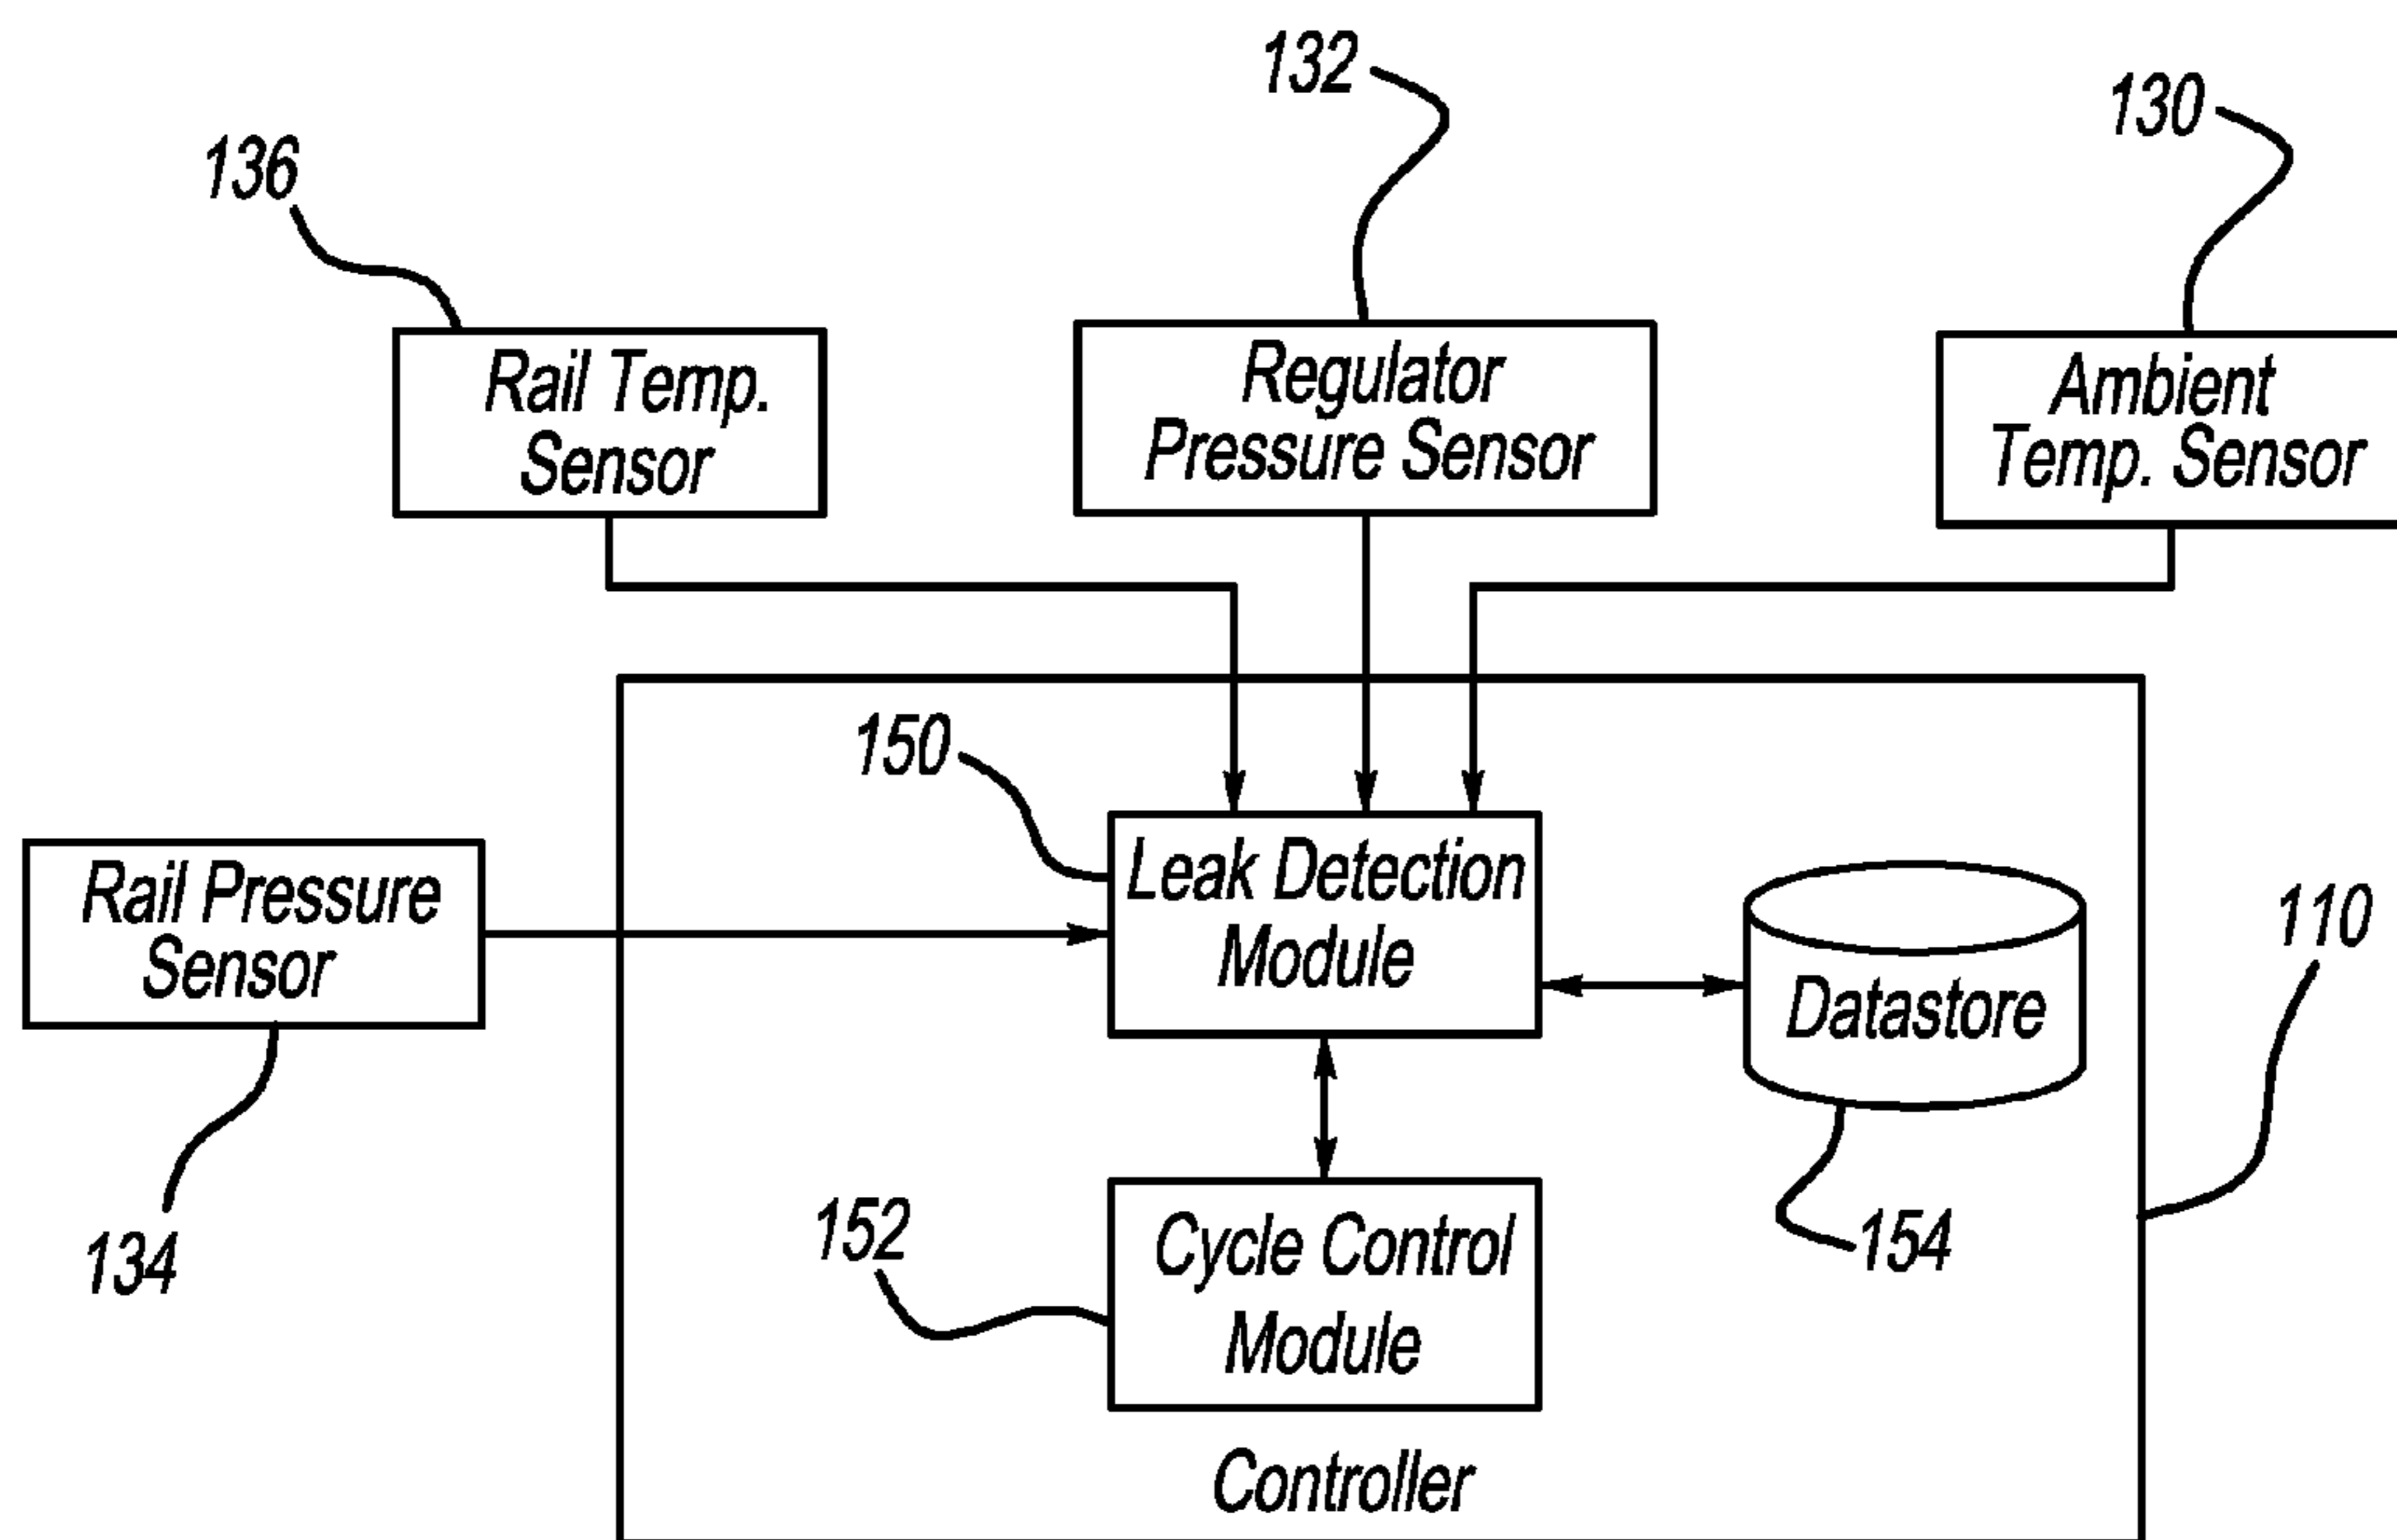 132
130
136
Rail Temp.
Sensor
Regulator
Pressure Sensor
Ambient
Temp. Sensor
150
Leak Detection
Module
Rail Pressure
Sensor
110
Datastore
134
152
Cycle Control
Module
154
Controller